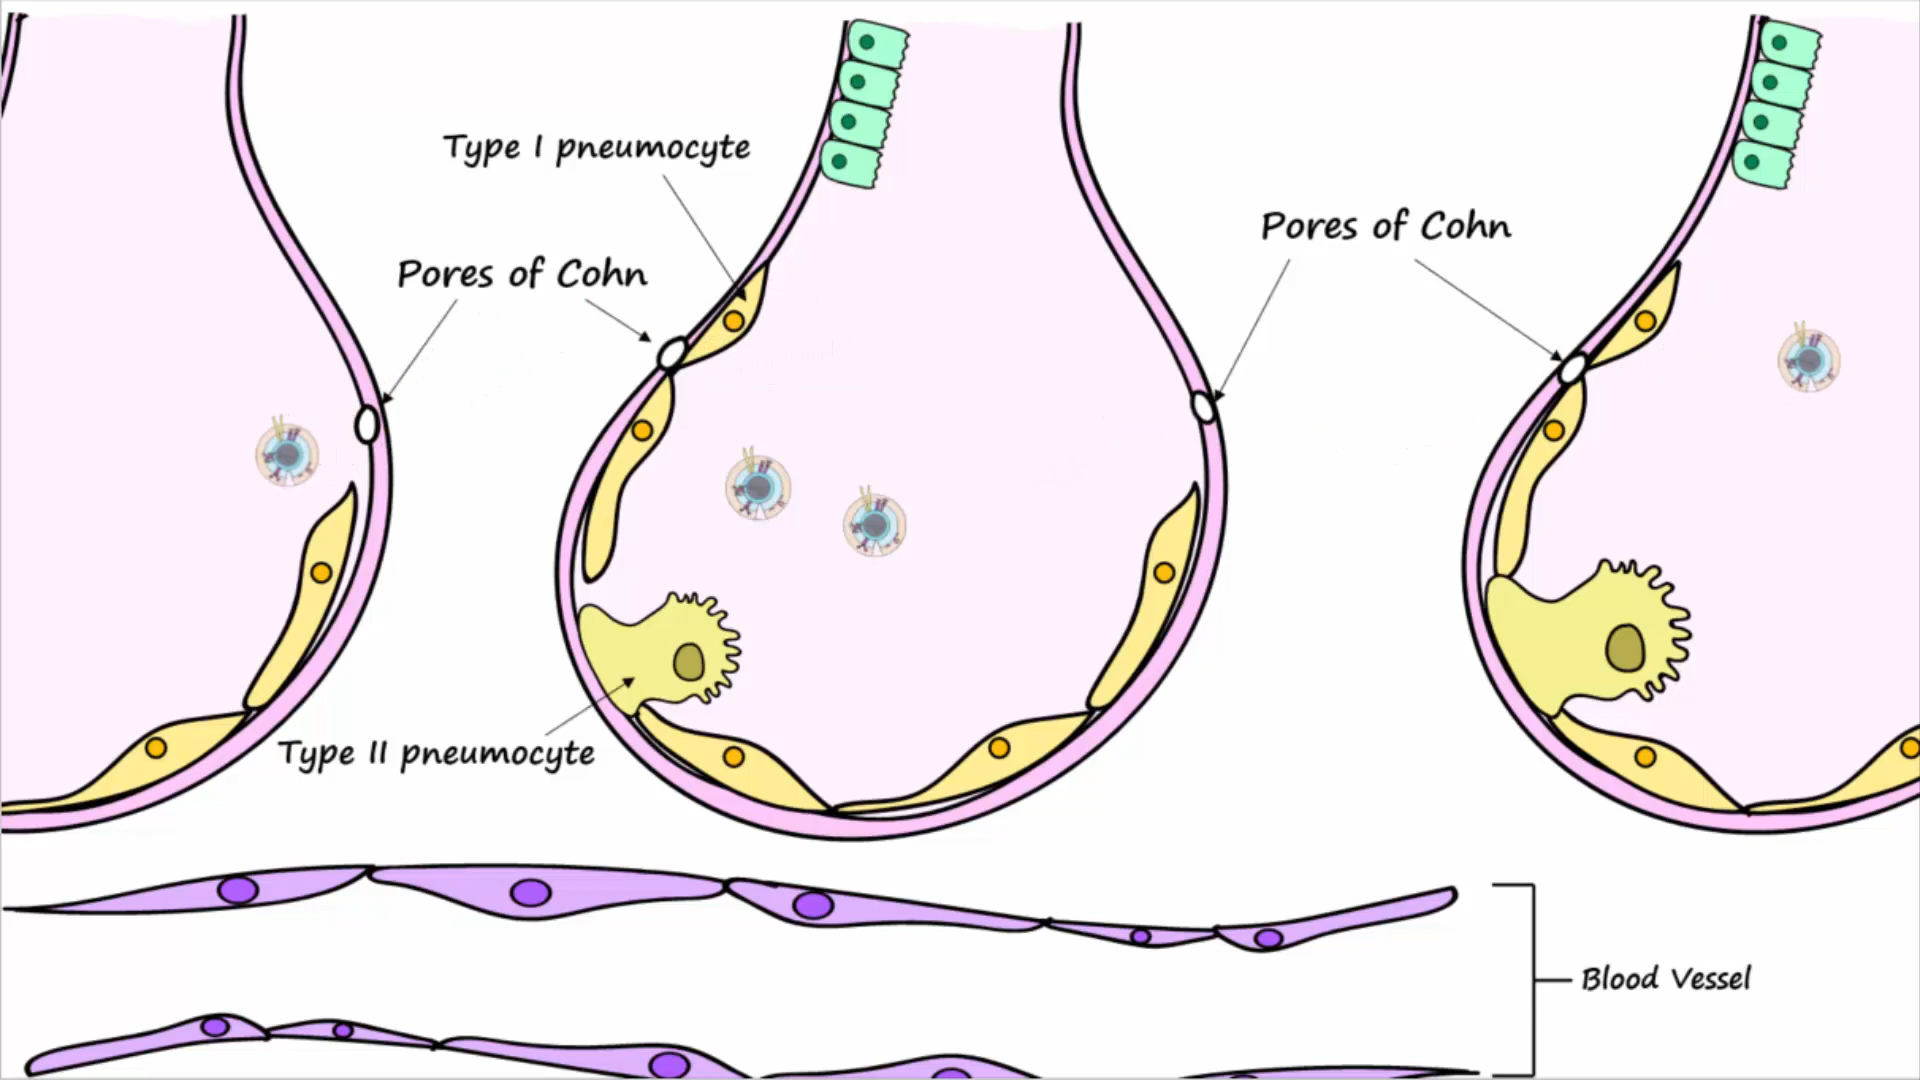 Type I pneumocyte
Pores of Cohn
Pores of Cohn
Type II pneumocyte
Blood Vessel